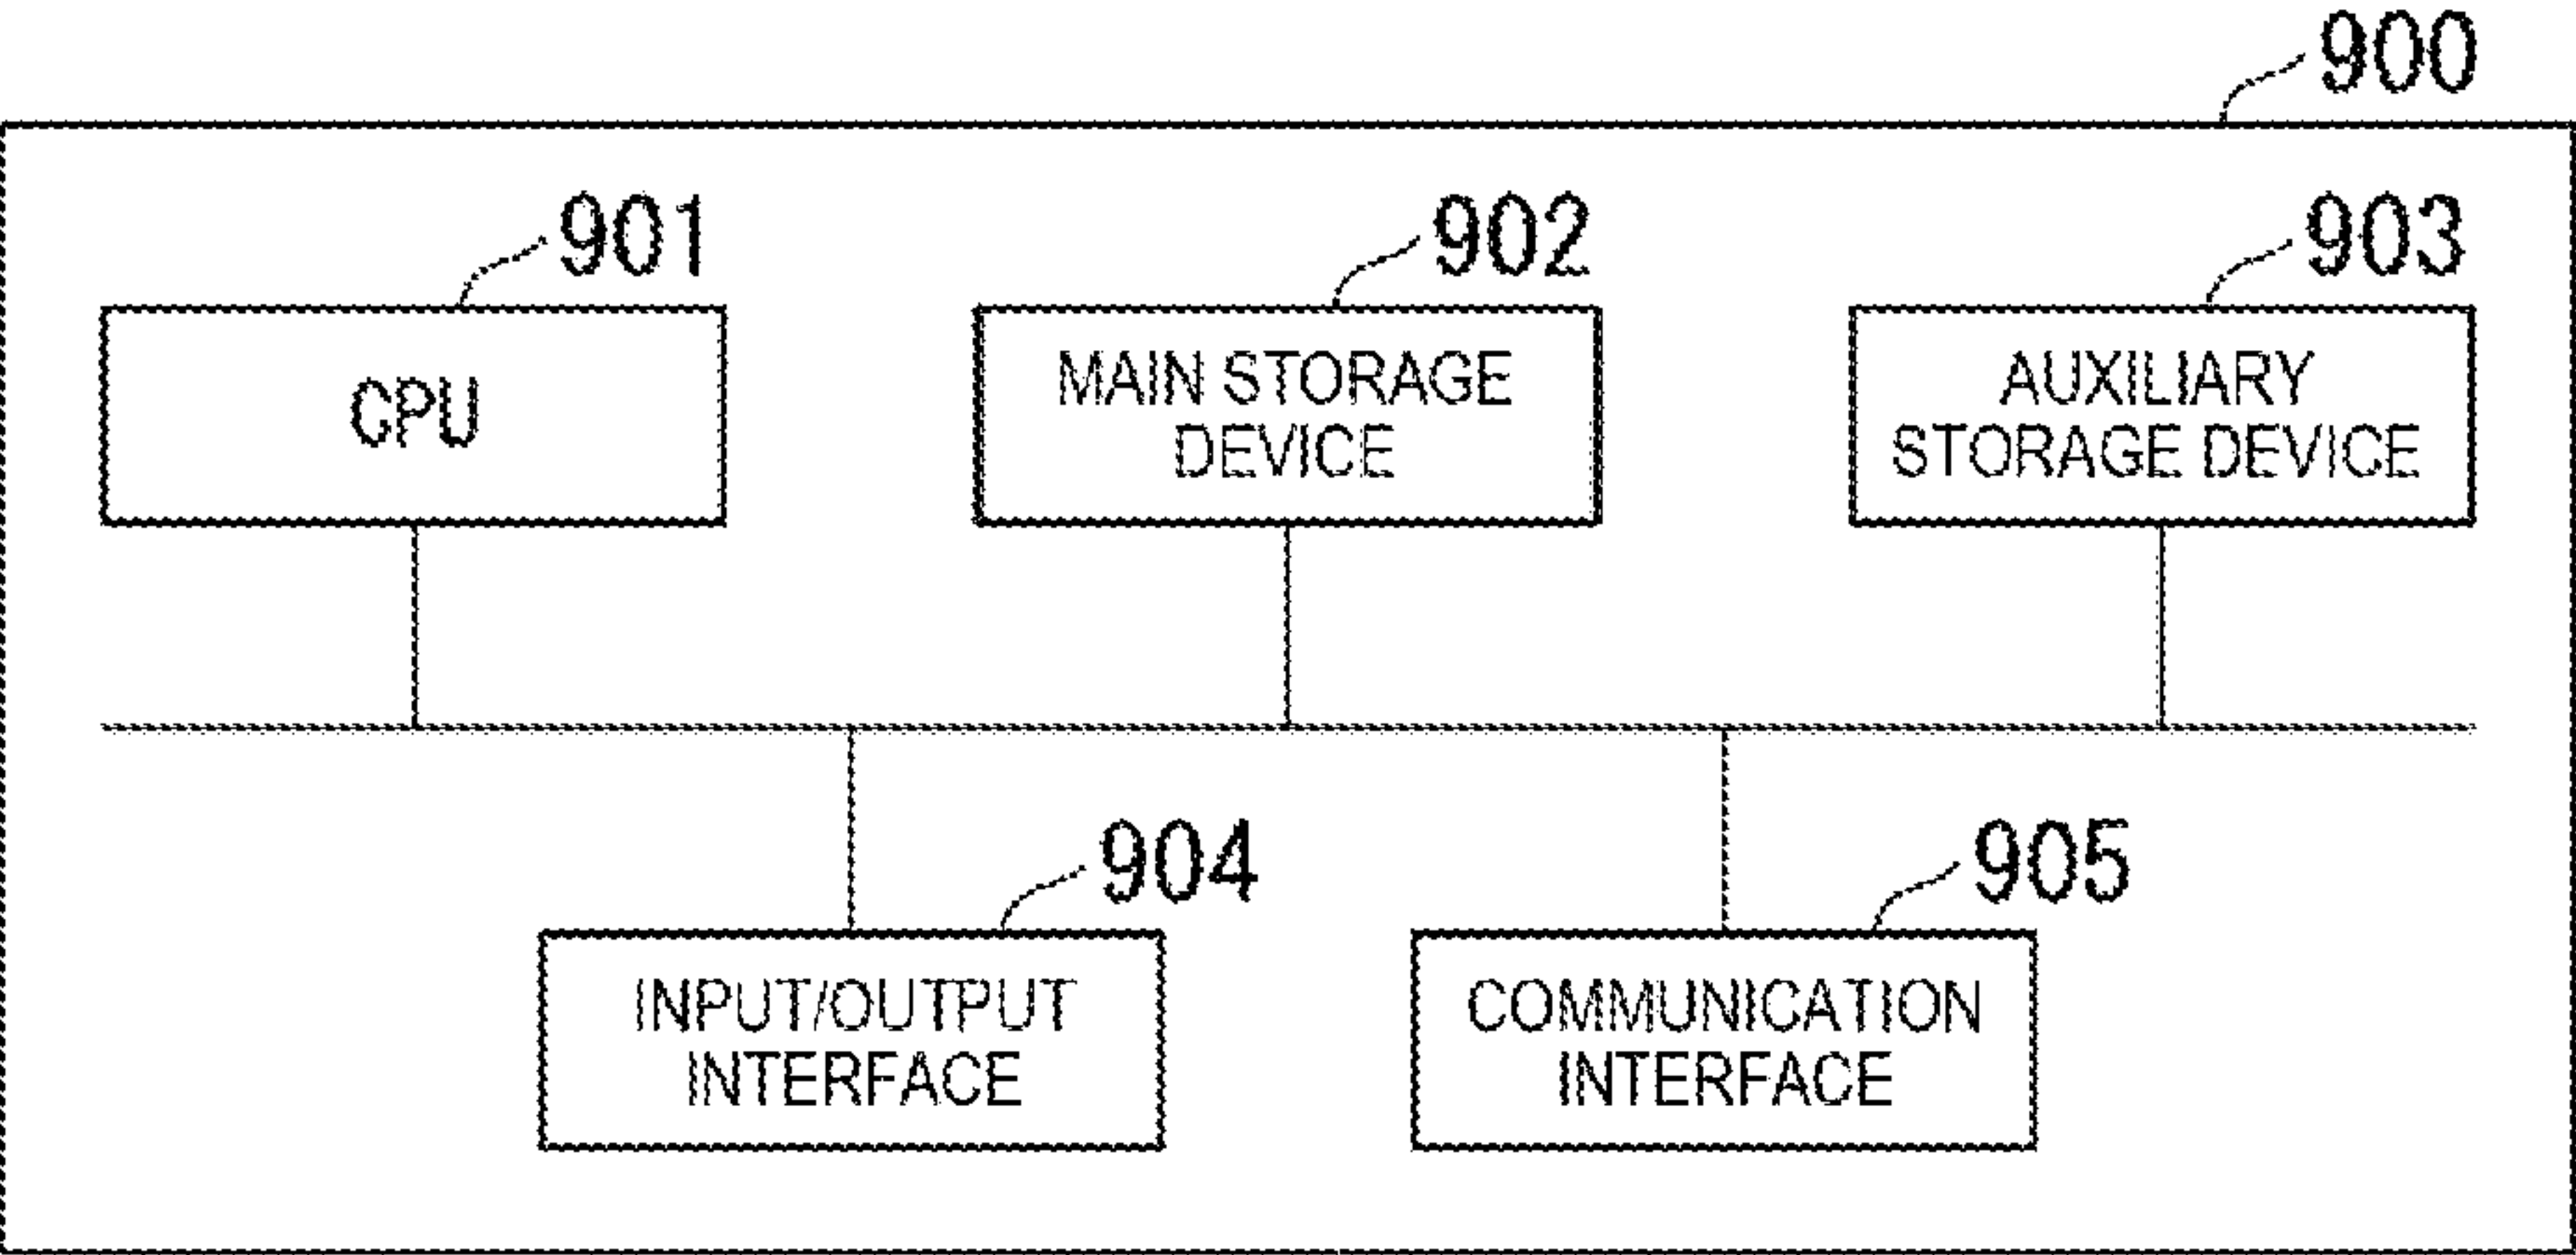 900
901
902
903
CPU
MAIN STORAGE
DEVICE
AUXILIARY
STORAGE DEVICE
904
905
INPUT/OUTPUT
INTERFACE
COMMUNICATION
INTERFACE